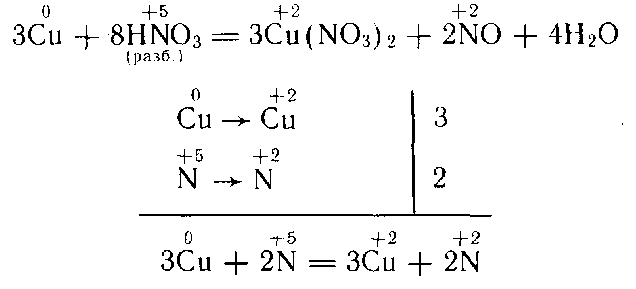 0 +5 +2 +2
3Cu + 8HNO₃ = 3Cu(NO₃)₂ + 2NO + 4H₂O
(разб.)
0 +2
Cu → Cu | 3
+5 +2
N → N | 2
0 +5 +2 +2
3Cu + 2N = 3Cu + 2N